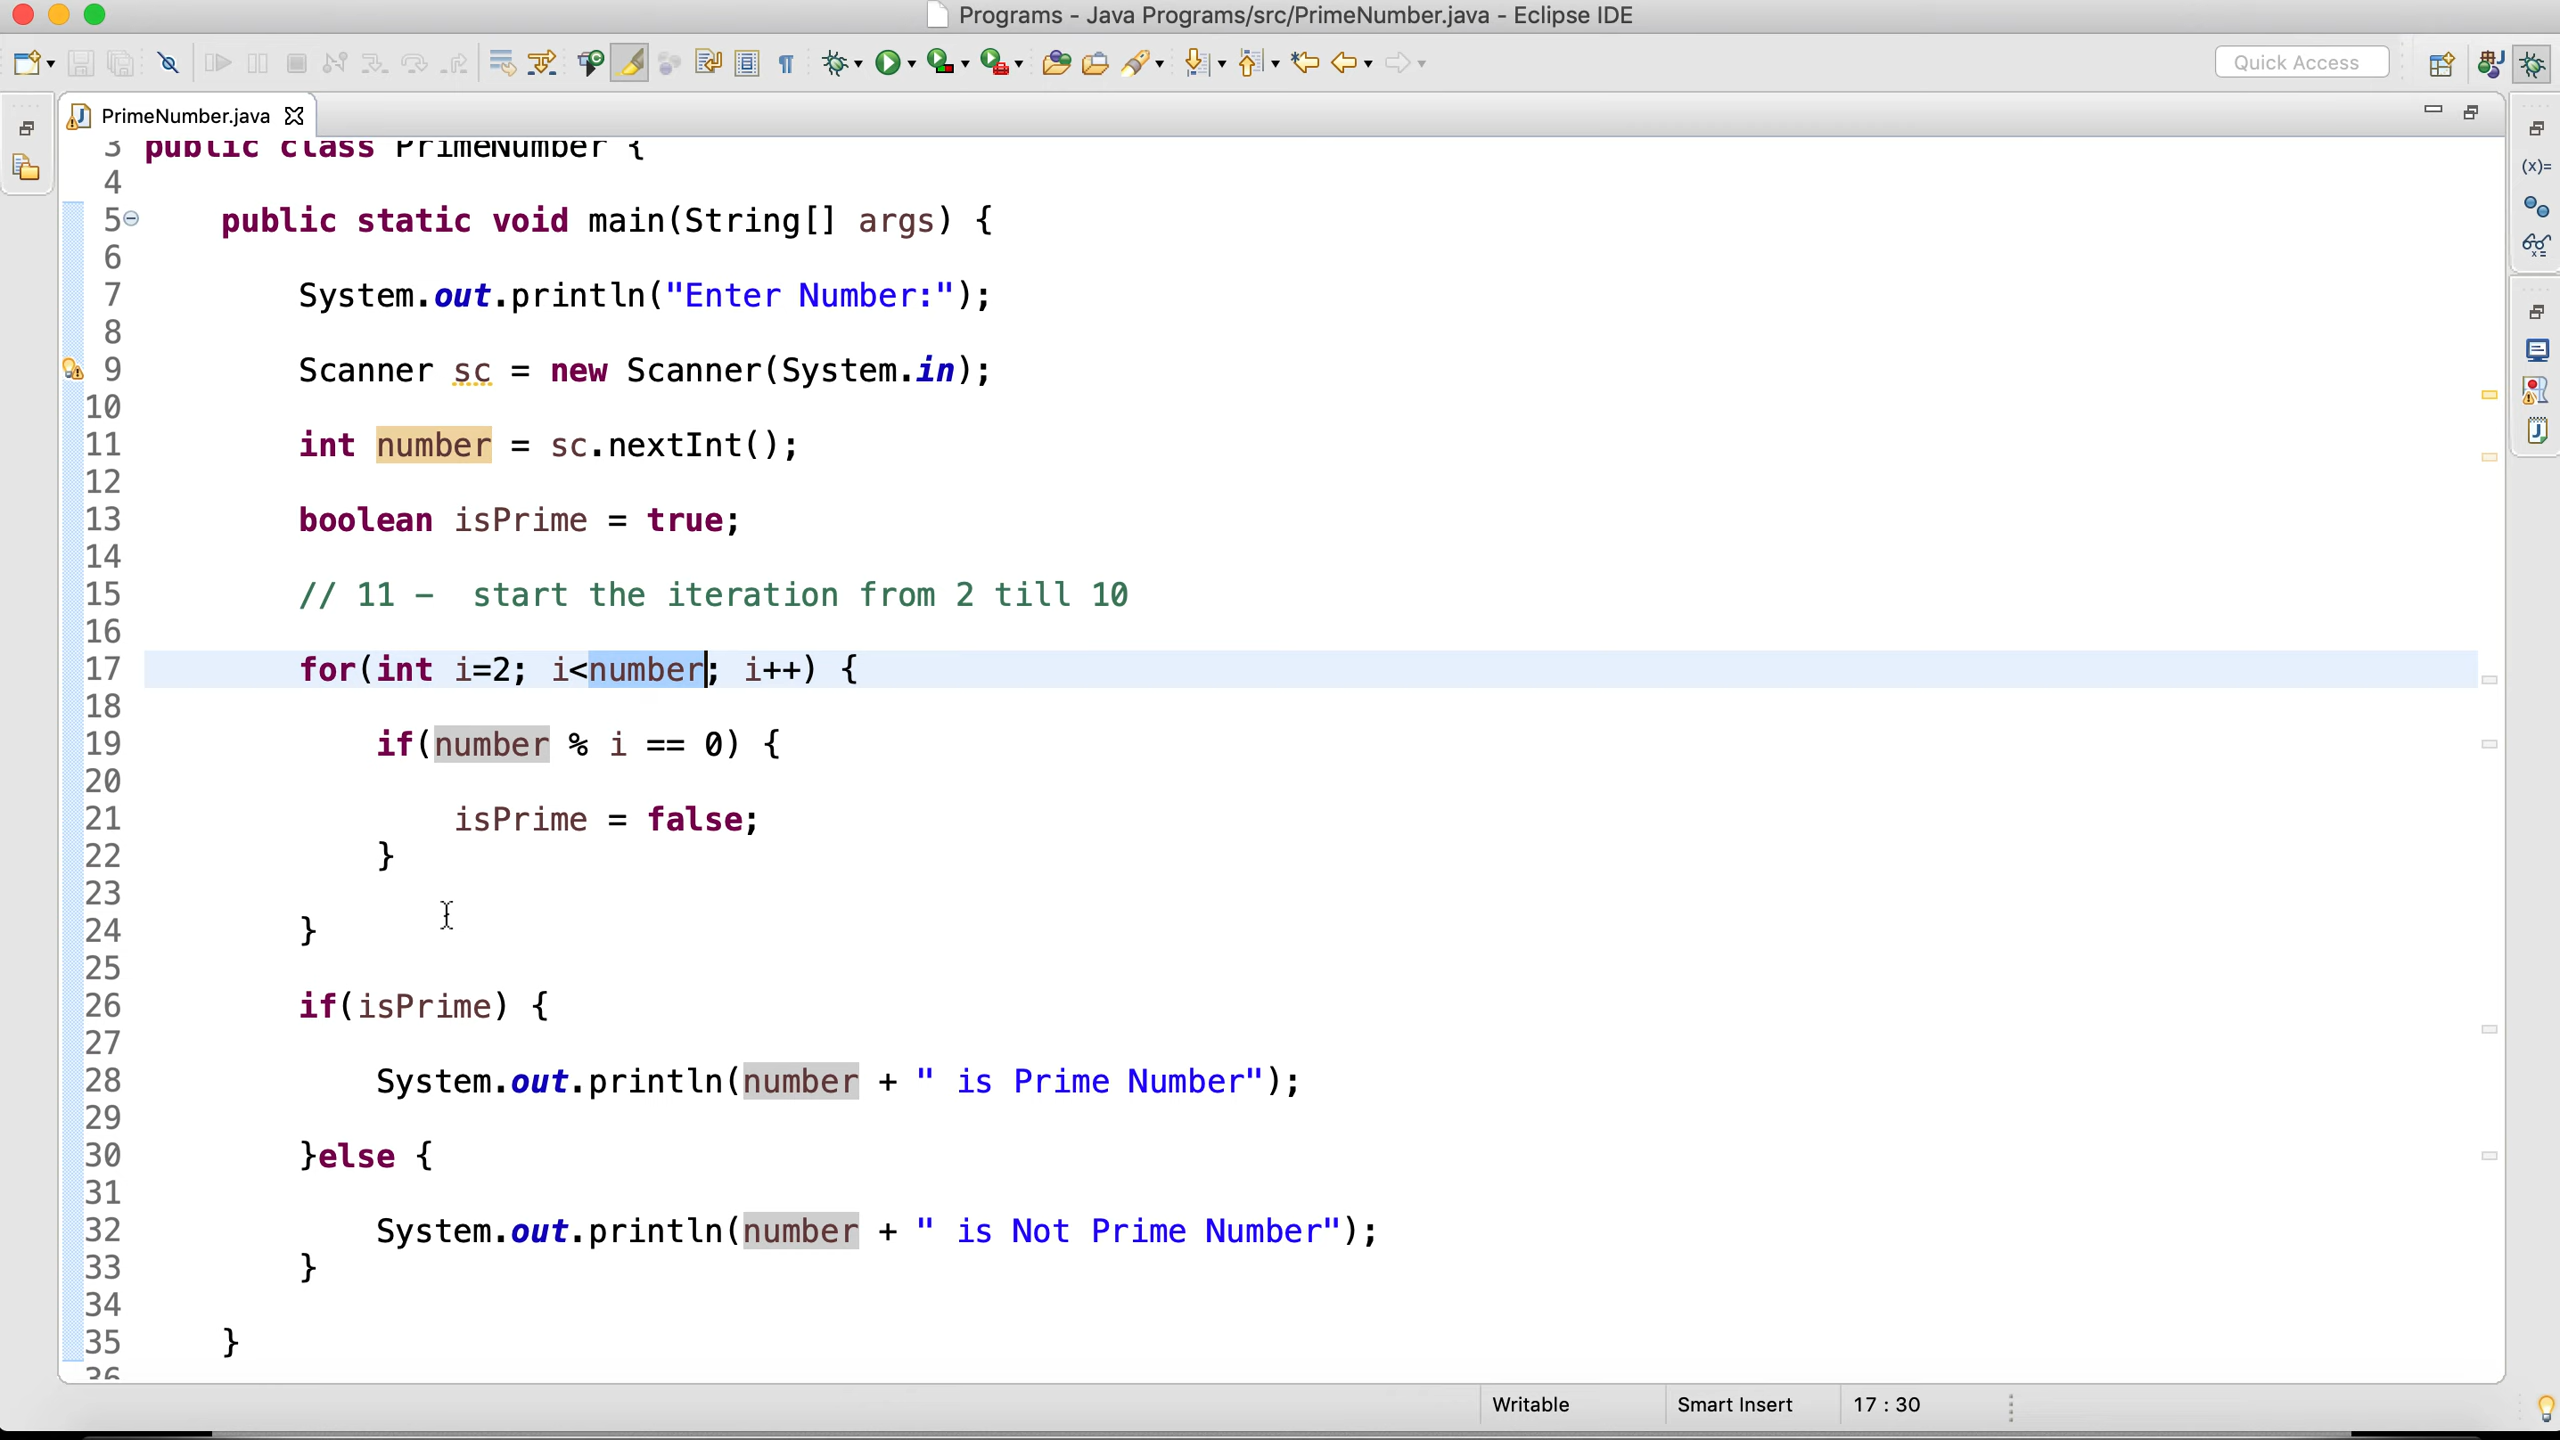 Programs - Java Programs/src/PrimeNumber.java - Eclipse IDE
Quick Access
PrimeNumber.java
3 public class PrimeNumber {
4
5 public static void main(String[] args) {
6
7 System.out.println("Enter Number:");
8
9 Scanner sc = new Scanner(System.in);
10
11 int number = sc.nextInt();
12
13 boolean isPrime = true;
14
15 // 11 – start the iteration from 2 till 10
16
17 for(int i=2; i<number; i++) {
18
19 if(number % i == 0) {
20
21 isPrime = false;
22 }
23
24 }
25
26 if(isPrime) {
27
28 System.out.println(number + " is Prime Number");
29
30 }else {
31
32 System.out.println(number + " is Not Prime Number");
33 }
34
35 }
36
Writable Smart Insert 17 : 30